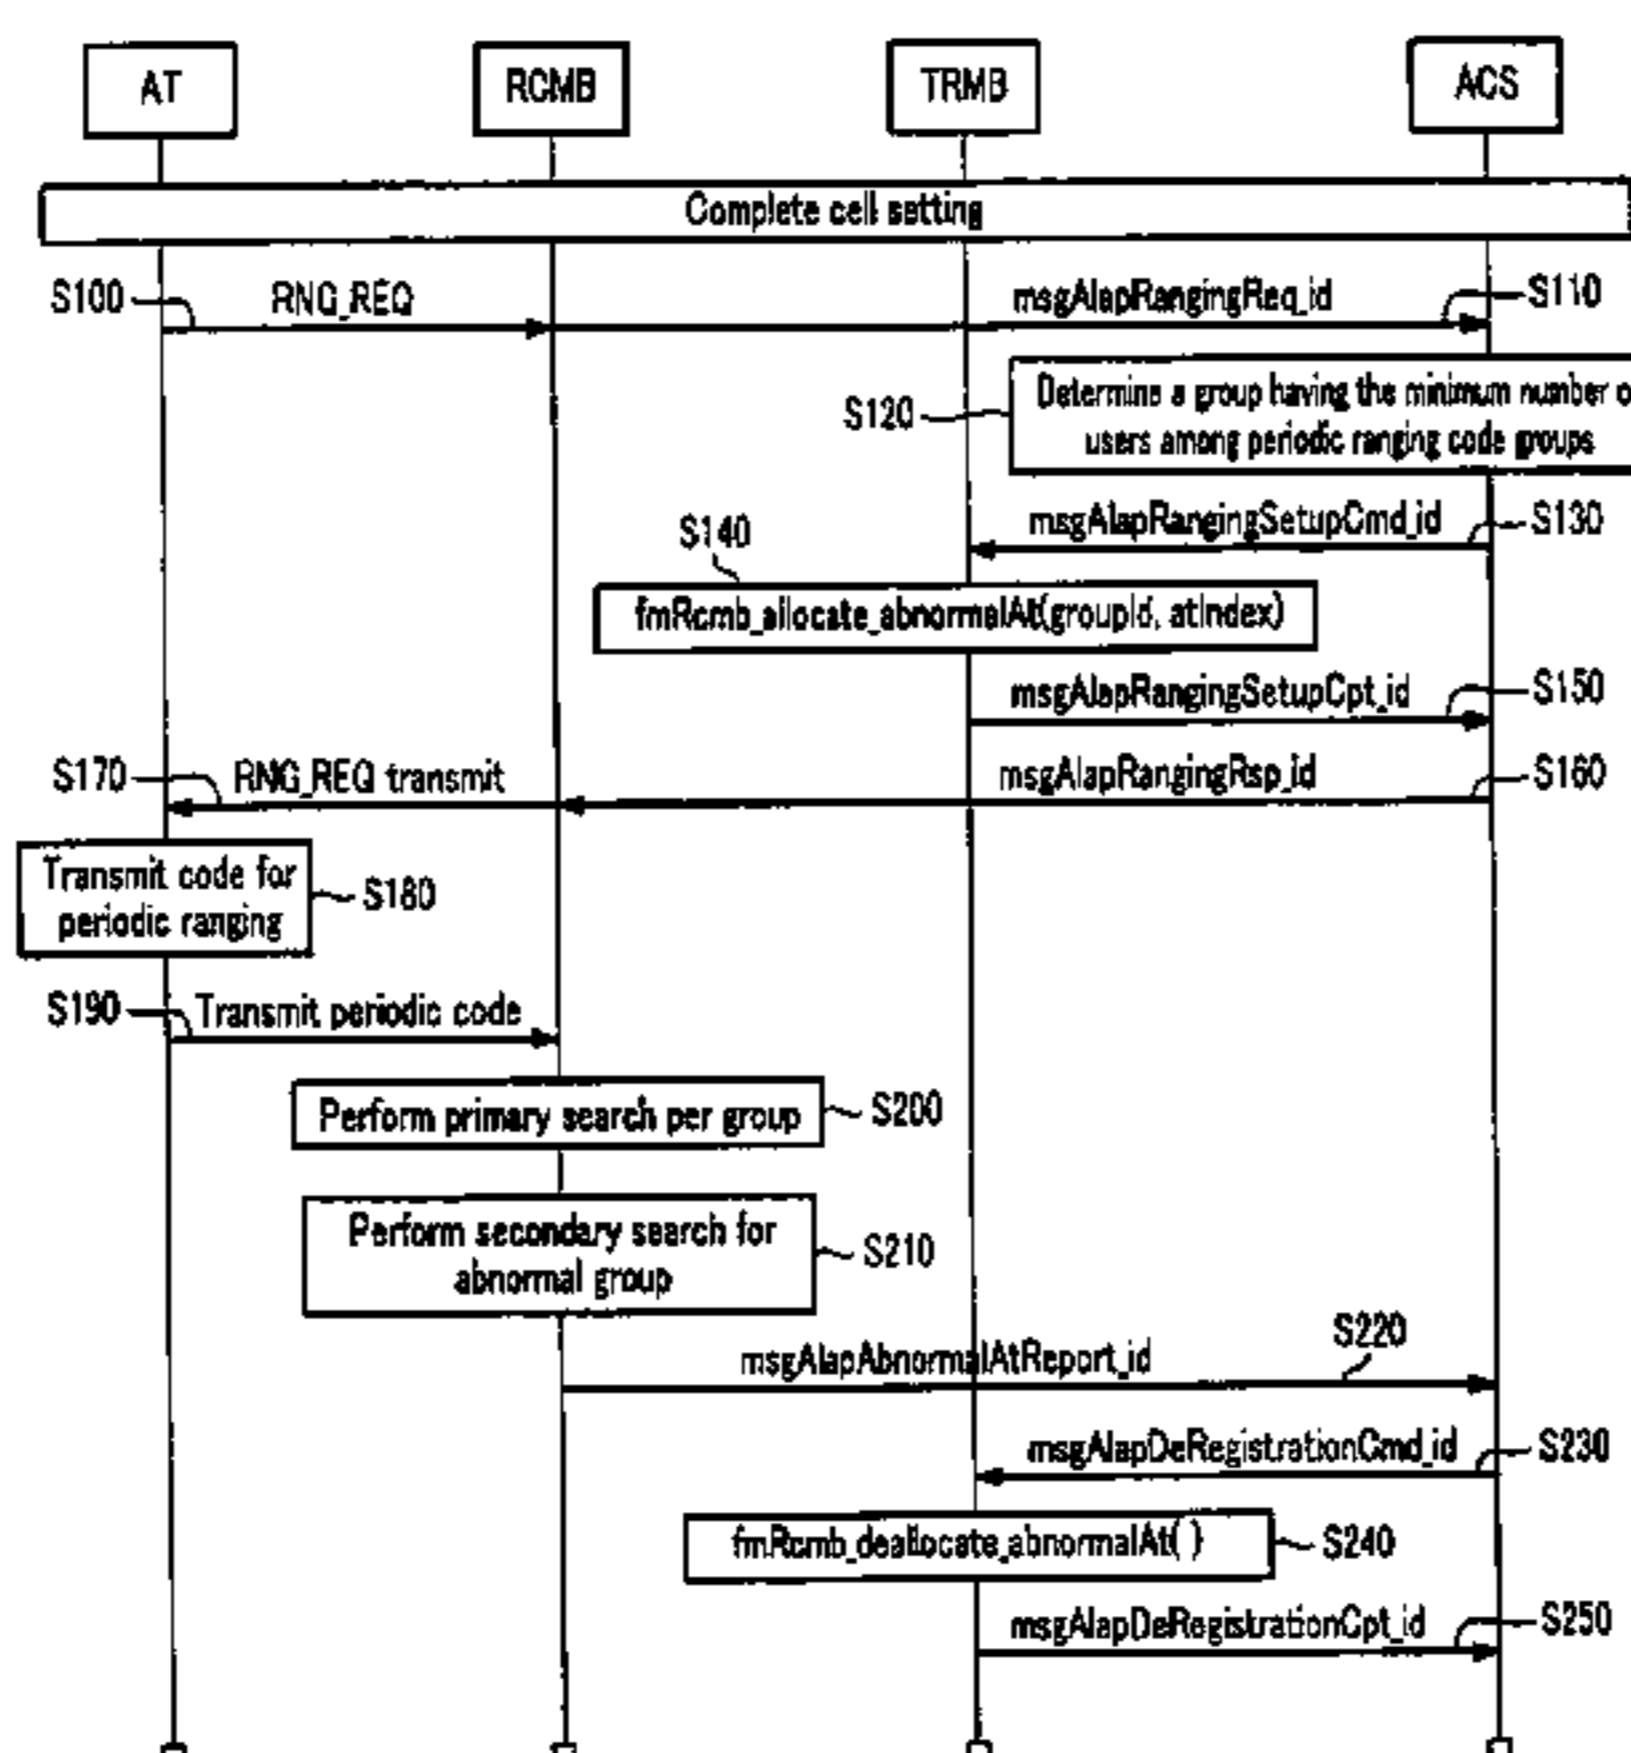 AT
RCMB
TRMB
ACS
Complete cell setting
S100
RNG_REQ
msgAlapRangingReq_id
S110
S120
Determine a group having the minimum number o
users among periodic ranging code groups
S140
msgAlapRangingSetupCmd_id
S130
fmRcmb_allocate_abnormalAt(groupId, atIndex)
msgAlapRangingSetupCpt_id
S150
S170
RNG_REQ transmit
msgAlapRangingRsp_id
S160
Transmit code for
periodic ranging
S180
S190
Transmit periodic code
Perform primary search per group
S200
Perform secondary search for
abnormal group
S210
msgAlapAbnormalAtReport_id
S220
msgAlapDeRegistrationCmd_id
S230
fmRcmb_deallocate_abnormalAt( )
S240
msgAlapDeRegistrationCpt_id
S250